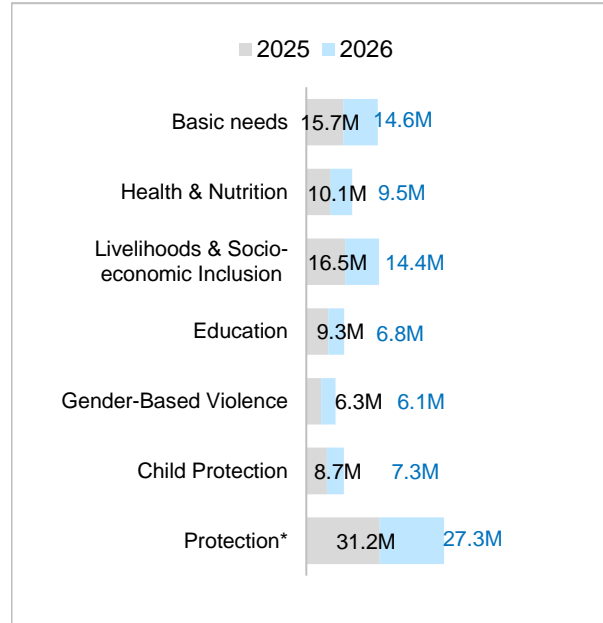 2025 2026
Basic needs 15.7M 14.6M
Health & Nutrition 10.1M 9.5M
Livelihoods & Socio-
economic Inclusion 16.5M 14.4M
Education 9.3M 6.8M
Gender-Based Violence 6.3M 6.1M
Child Protection 8.7M 7.3M
Protection* 31.2M 27.3M